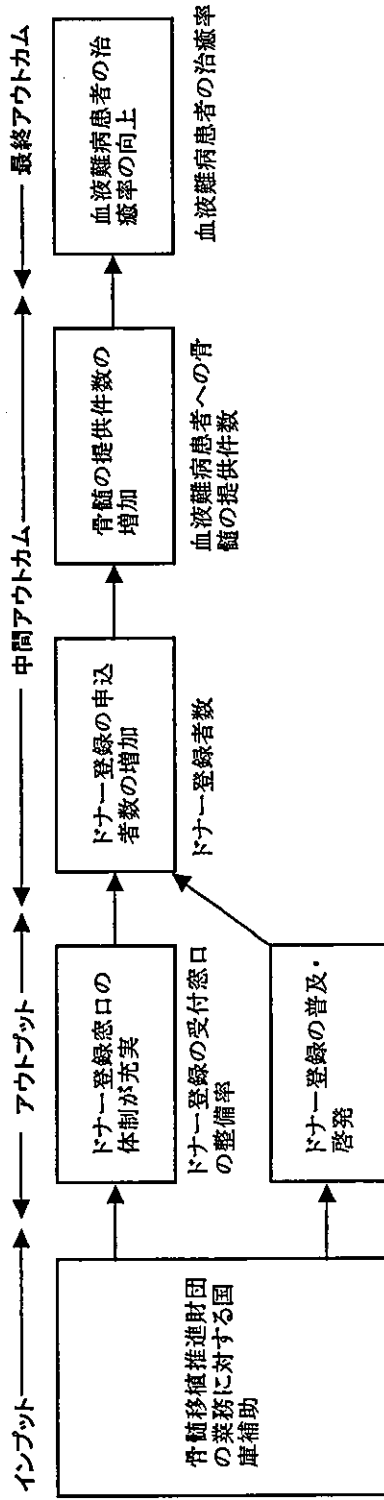 インプット
アウトプット
中間アウトカム
最終アウトカム
骨髄移植推進財団
の業務に対する国
庫補助
ドナー登録窓口の
体制が充実
ドナー登録の受付窓口
の整備率
ドナー登録の普及・
啓発
ドナー登録の申込
者数の増加
ドナー登録者数
骨髄の提供件数の
増加
血液難病患者への骨
髄の提供件数
血液難病患者の治
癒率の向上
血液難病患者の治癒率